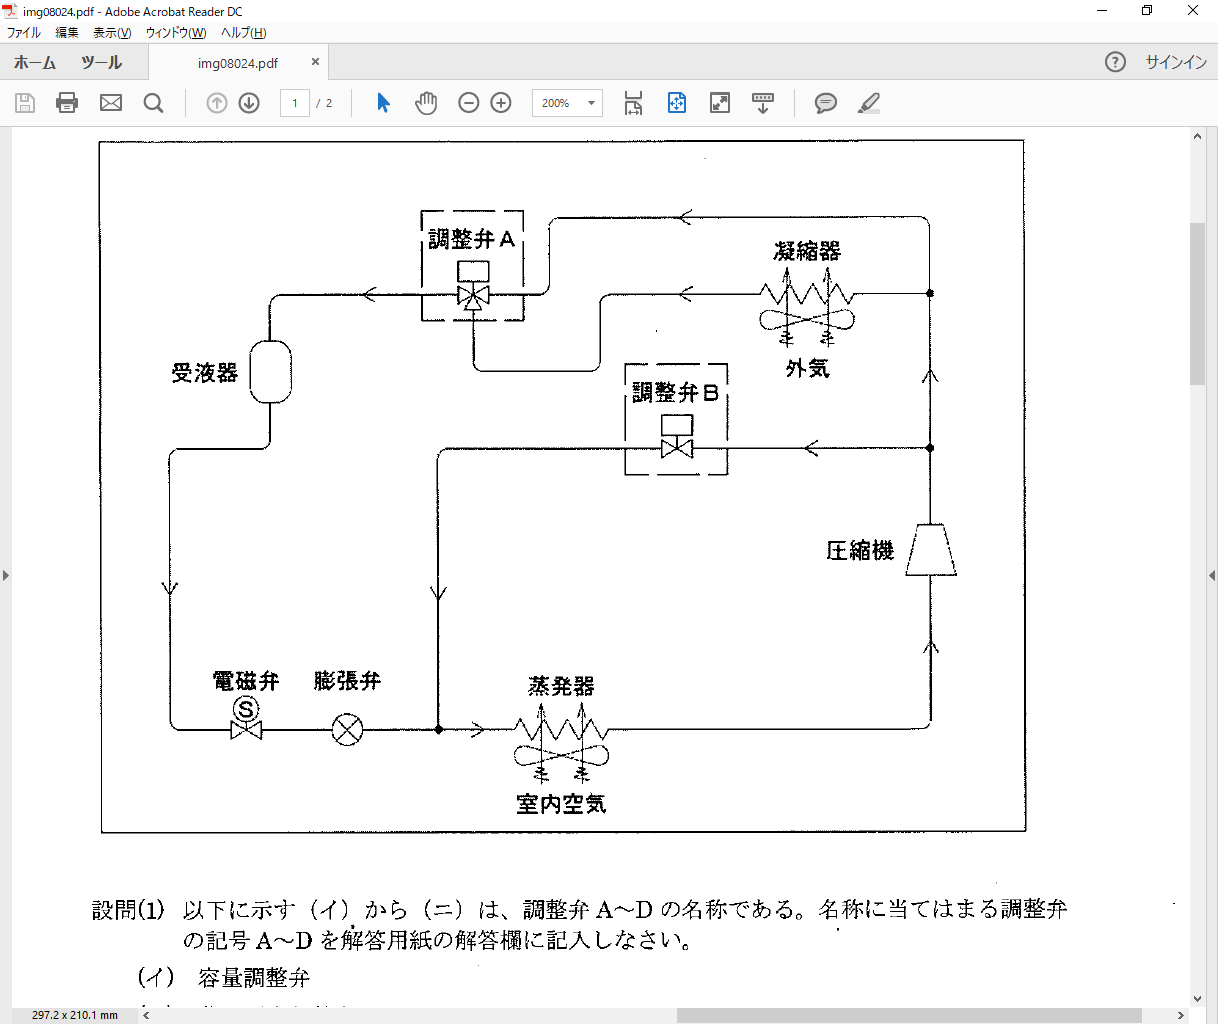 img08024.pdf - Adobe Acrobat Reader DC
ファイル 編集 表示(V) ウィンドウ(W) ヘルプ(H)
ホーム ツール img08024.pdf × ? サインイン
1 / 2 200%
調整弁A
凝縮器
外気
受液器
調整弁B
圧縮機
電磁弁 膨張弁
S
蒸発器
室内空気
設問(1) 以下に示す（イ）から（ニ）は、調整弁 A～D の名称である。名称に当てはまる調整弁
の記号 A～D を解答用紙の解答欄に記入しなさい。
(イ) 容量調整弁
297.2 x 210.1 mm